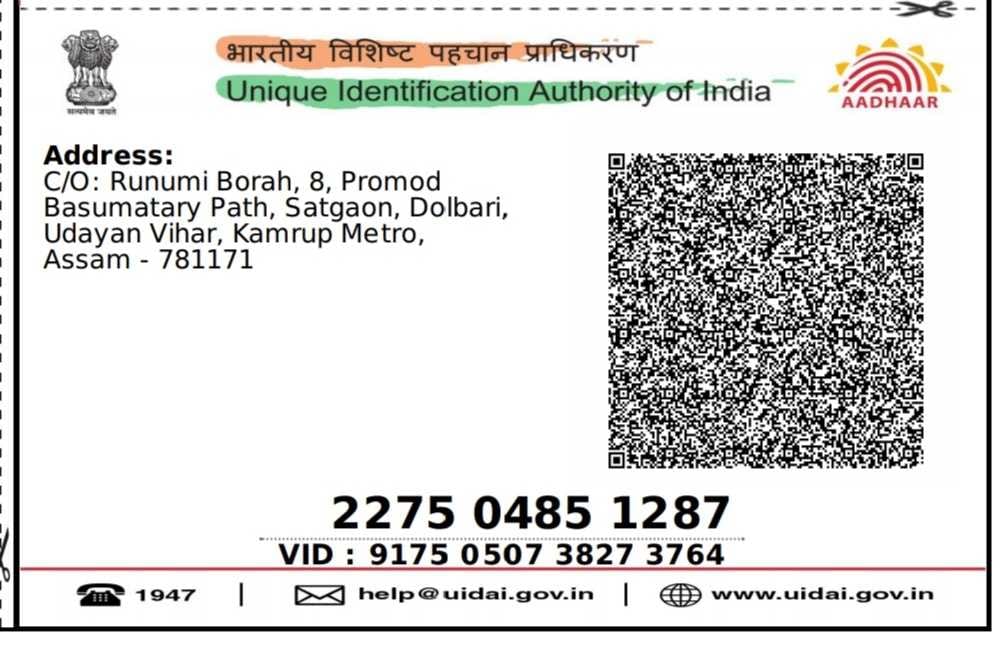 भारतीय विशिष्ट पहचान प्राधिकरण
Unique Identification Authority of India
सत्यमेव जयते
AADHAAR
Address:
C/O: Runumi Borah, 8, Promod
Basumatary Path, Satgaon, Dolbari,
Udayan Vihar, Kamrup Metro,
Assam - 781171
2275 0485 1287
VID : 9175 0507 3827 3764
1947 | help@uidai.gov.in | www.uidai.gov.in